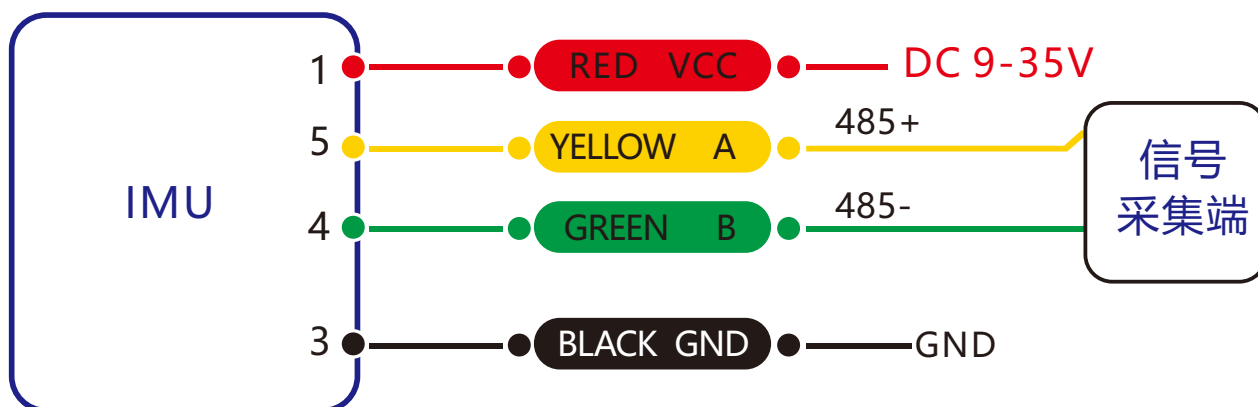 1 RED VCC DC 9-35V
5 YELLOW A 485+
IMU
信号
采集端
4 GREEN B 485-
3 BLACK GND GND